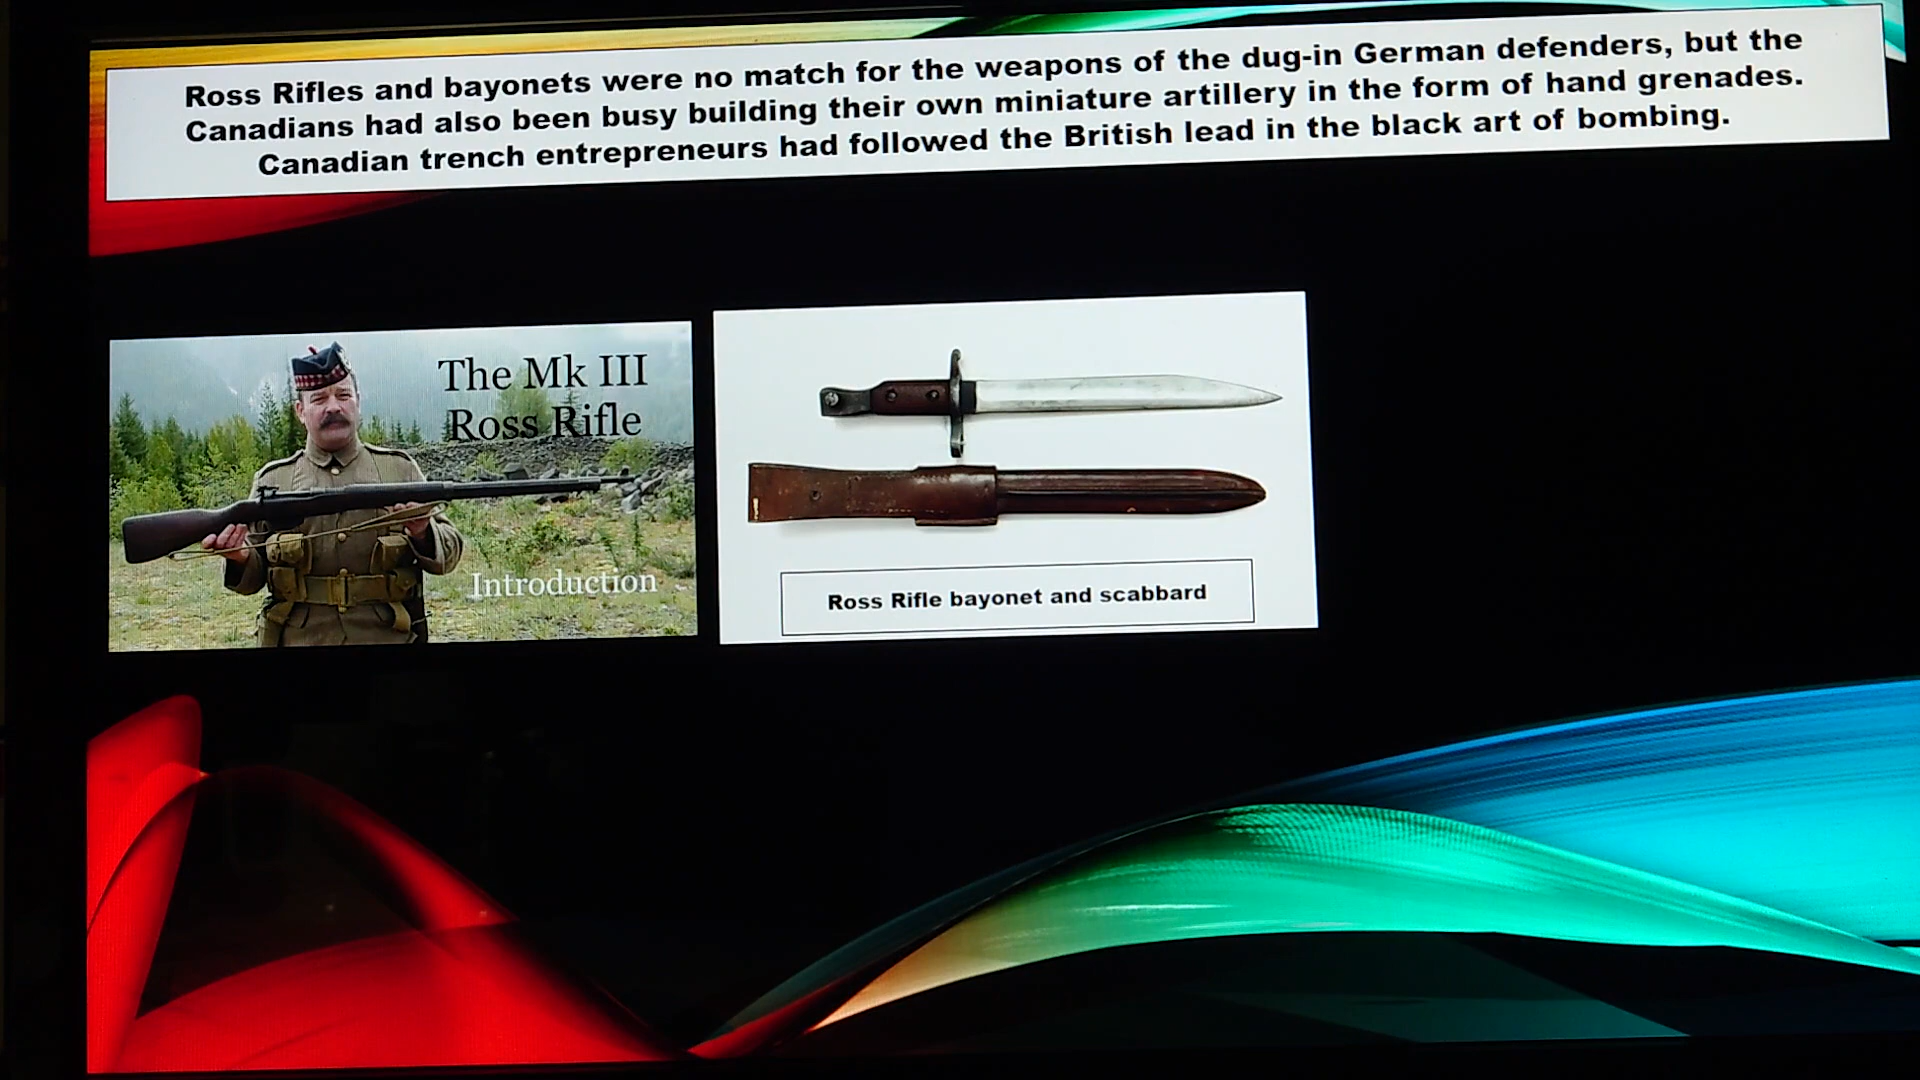 Ross Rifles and bayonets were no match for the weapons of the dug-in German defenders, but the
Canadians had also been busy building their own miniature artillery in the form of hand grenades.
Canadian trench entrepreneurs had followed the British lead in the black art of bombing.
The Mk III
Ross Rifle
Introduction
Ross Rifle bayonet and scabbard